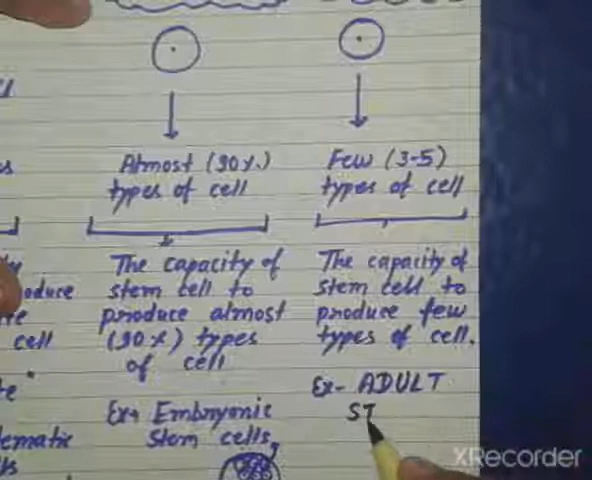 Almost (90%)
types of cell
Few (3-5)
types of cell
The capacity of
stem cell to
produce almost
(90%) types
of cell
The capacity of
stem cell to
produce few
types of cell.
oduce
cell
Ex+ Embnyonic
Stem cells,
Ex- ADULT
ST
XRecorder